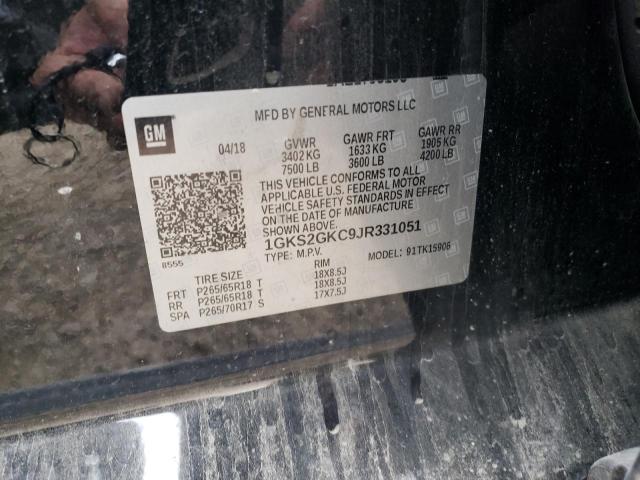 MFD BY GENERAL MOTORS LLC
GM
04/18 GVWR GAWR FRT GAWR RR
3402 KG 1633 KG 1905 KG
7500 LB 3600 LB 4200 LB
THIS VEHICLE CONFORMS TO ALL
APPLICABLE U.S. FEDERAL MOTOR
VEHICLE SAFETY STANDARDS IN EFFECT
ON THE DATE OF MANUFACTURE
SHOWN ABOVE.
1GKS2GKC9JR331051
8555
TYPE: M.P.V. MODEL: 91TK15906
TIRE SIZE RIM
FRT P265/65R18 T 18X8.5J
RR P265/65R18 T 18X8.5J
SPA P265/70R17 S 17X7.5J